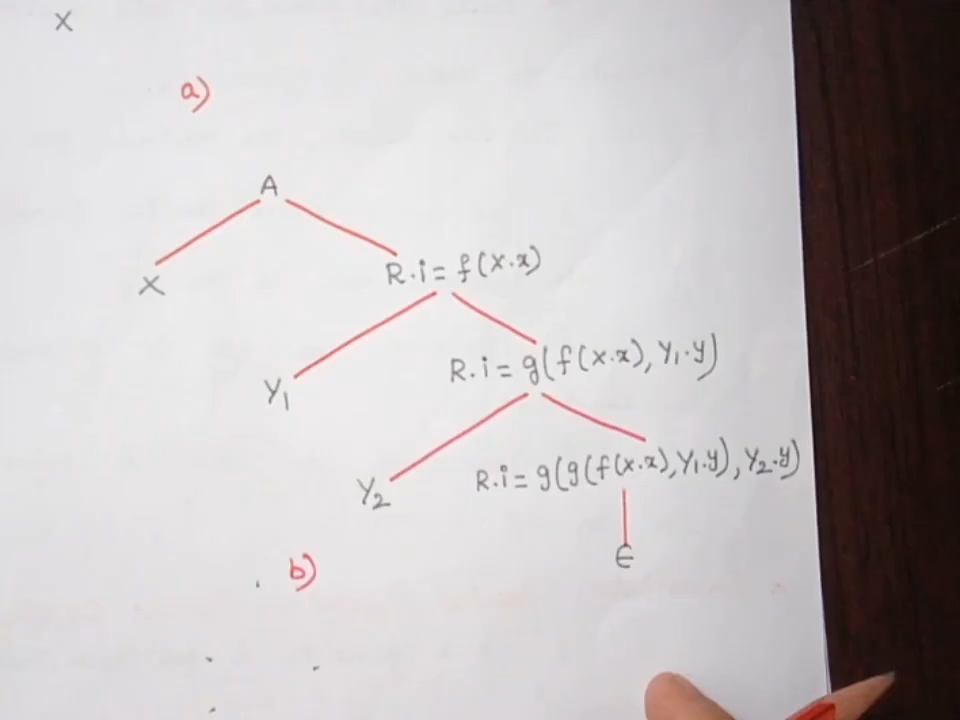 X
a)
A
X
R.i = f(X.x)
Y1
R.i = g(f(X.x), Y1.y)
Y2
R.i = g(g(f(X.x), Y1.y), Y2.y)
b)
ϵ